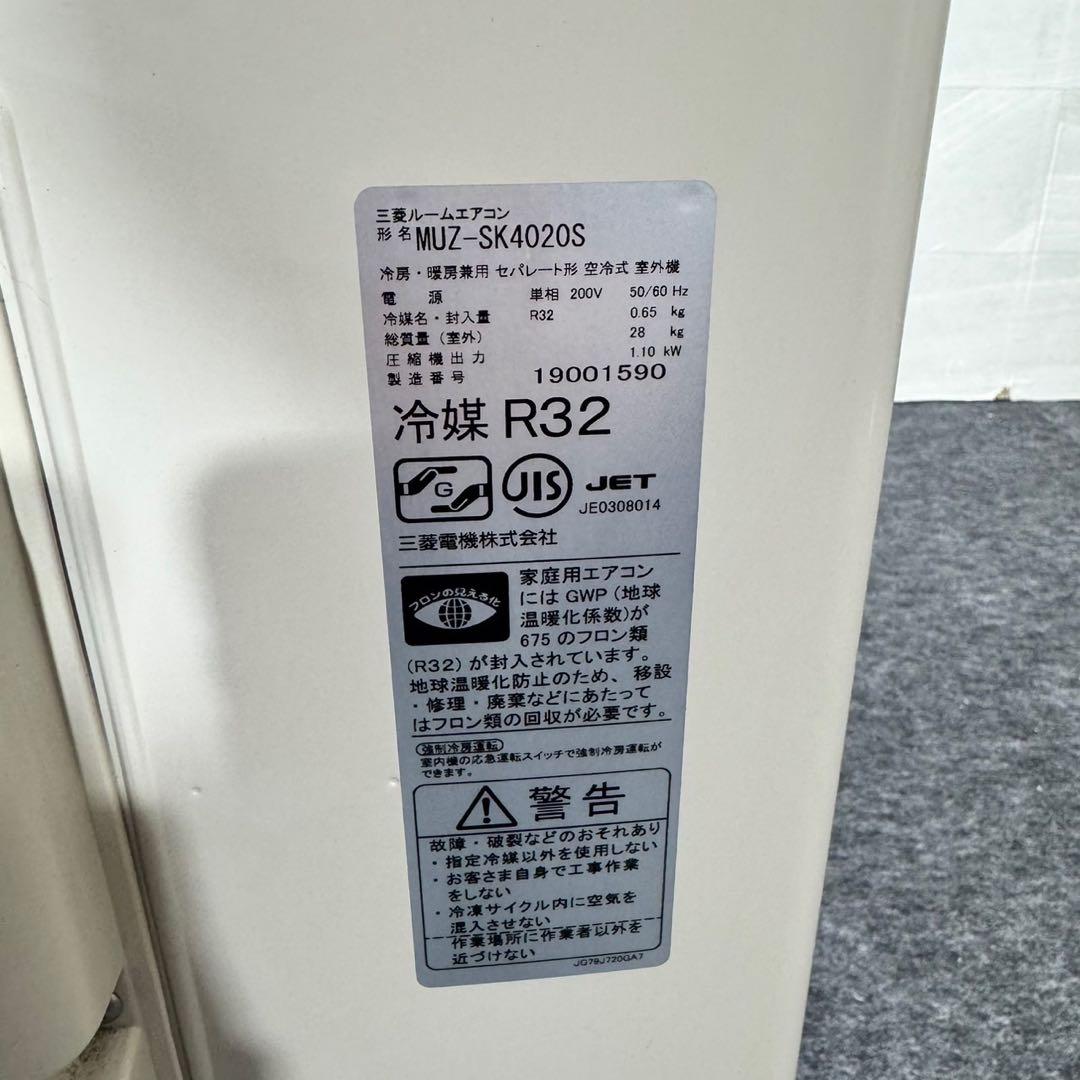 三菱ルームエアコン
形名 MUZ-SK4020S
冷房・暖房兼用 セパレート形 空冷式 室外機
電源 単相 200V 50/60 Hz
冷媒名・封入量 R32 0.65 kg
総質量(室外) 28 kg
圧縮機出力 1.10 kW
製造番号 19001590
冷媒 R32
G JIS JET
JE0308014
三菱電機株式会社
フロンの見える化
家庭用エアコン
には GWP (地球
温暖化係数)が
675 のフロン類
(R32) が封入されています。
地球温暖化防止のため、移設
・修理・廃棄などにあたって
はフロン類の回収が必要です。
強制冷房運転
室内機の応急運転スイッチで強制冷房運転が
できます。
警告
故障・破裂などのおそれあり
・指定冷媒以外を使用しない
・お客さま自身で工事作業
をしない
・冷凍サイクル内に空気を
混入させない
作業場所に作業者以外を
近づけない
JG79J720GA7